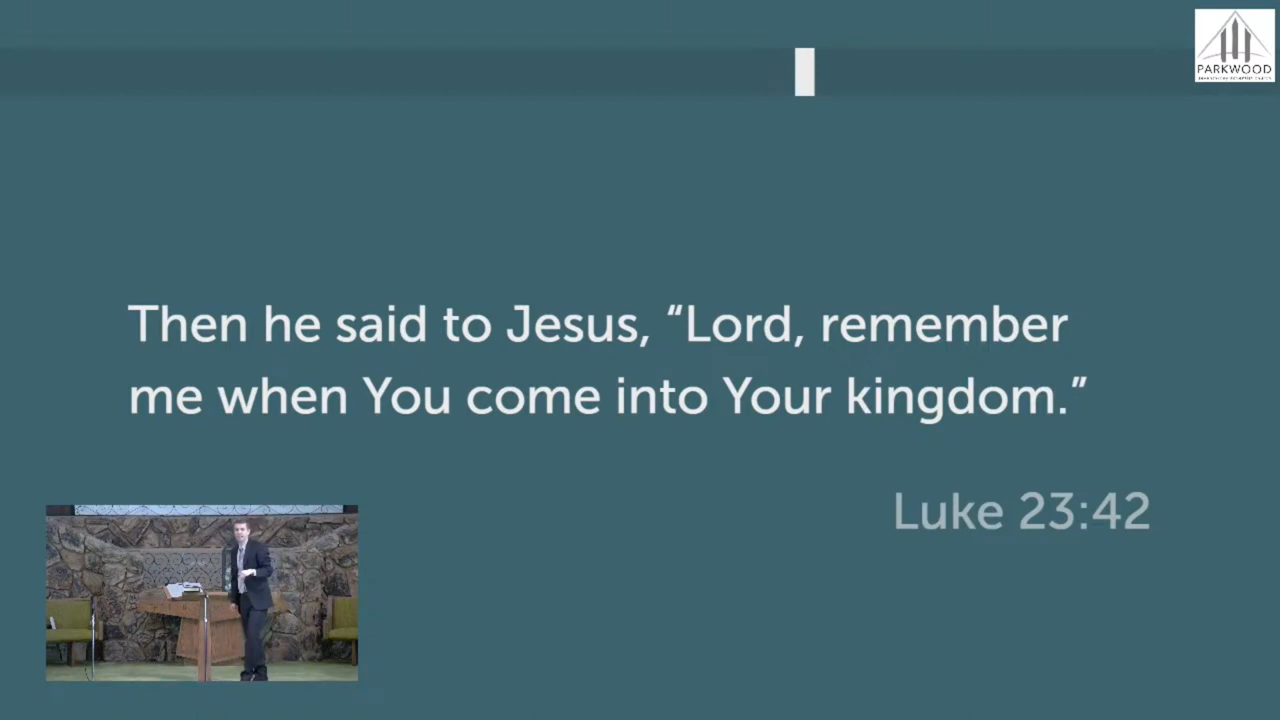 PARKWOOD
Then he said to Jesus, “Lord, remember
me when You come into Your kingdom.”
Luke 23:42